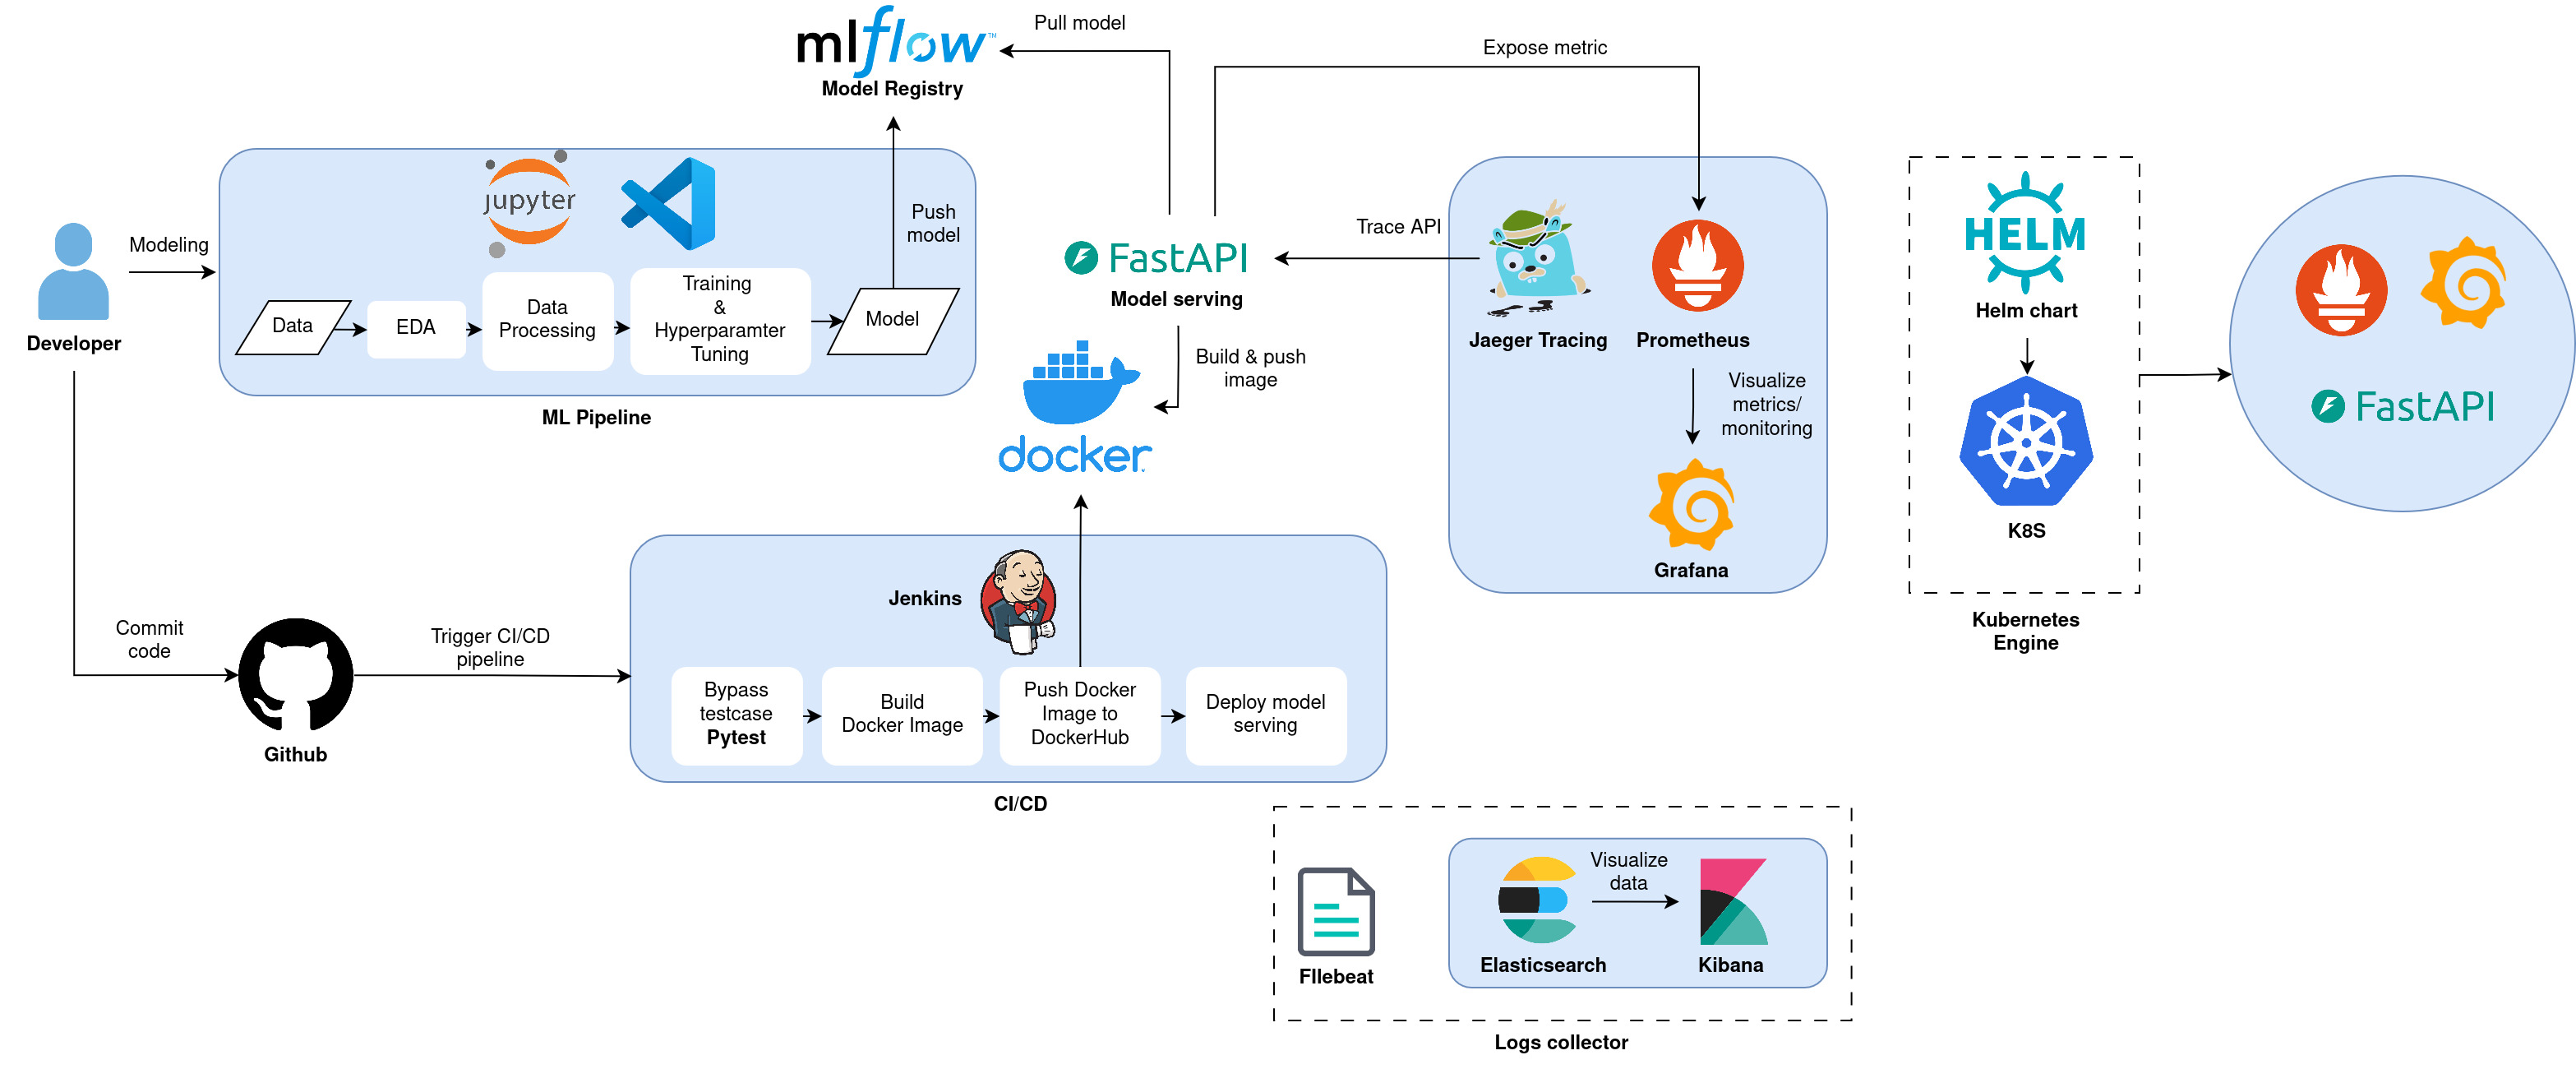 mlflow™
Model Registry
Pull model
Expose metric
Modeling
Developer
jupyter
Push
model
Data
EDA
Data
Processing
Training
&
Hyperparamter
Tuning
Model
ML Pipeline
FastAPI
Model serving
Build & push
image
docker
Trace API
Jaeger Tracing
Prometheus
Visualize
metrics/
monitoring
Grafana
HELM
Helm chart
K8S
Kubernetes
Engine
FastAPI
Commit
code
Github
Trigger CI/CD
pipeline
Jenkins
Bypass
testcase
Pytest
Build
Docker Image
Push Docker
Image to
DockerHub
Deploy model
serving
CI/CD
FIlebeat
Elasticsearch
Visualize
data
Kibana
Logs collector